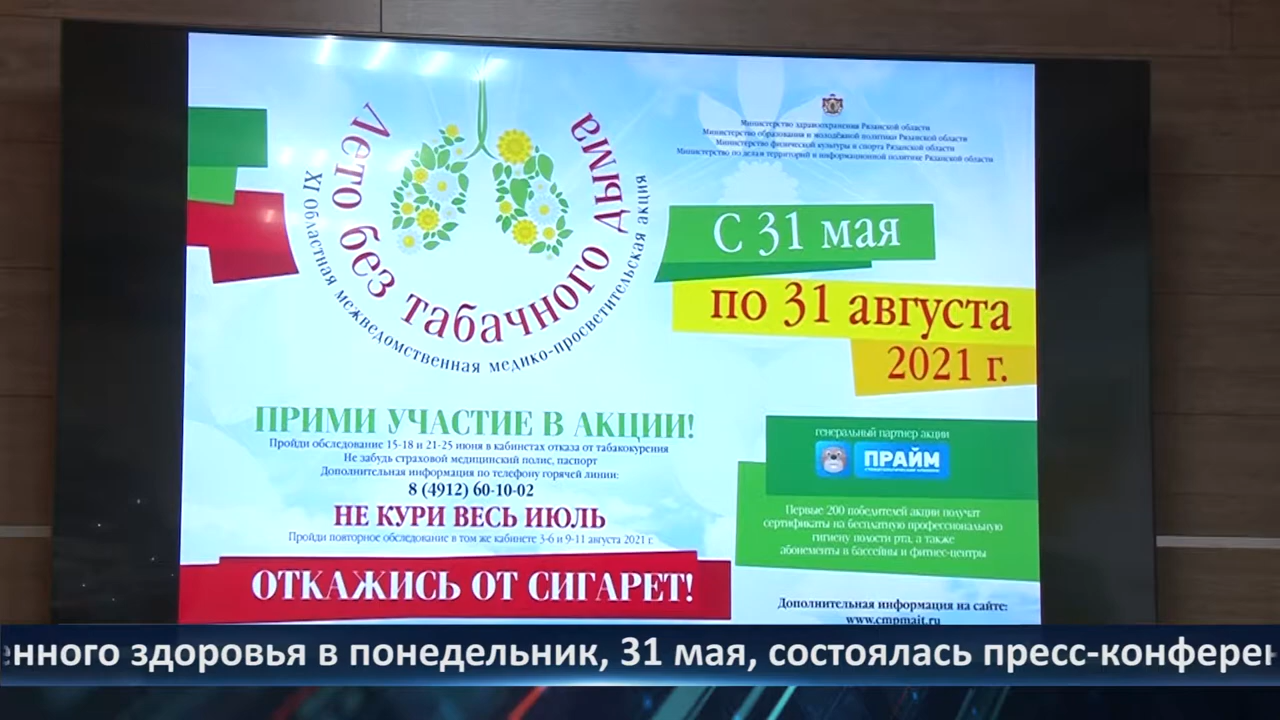 Лето без табачного дыма
XI областная межведомственная медико-просветительская акция
Министерство здравоохранения Рязанской области
Министерство образования и молодёжной политики Рязанской области
Министерство физической культуры и спорта Рязанской области
Министерство по делам территорий и информационной политике Рязанской области
С 31 мая
по 31 августа
2021 г.
ПРИМИ УЧАСТИЕ В АКЦИИ!
Пройди обследование 15-18 и 21-25 июня в кабинетах отказа от табакокурения
Не забудь страховой медицинский полис, паспорт
Дополнительная информация по телефону горячей линии:
8 (4912) 60-10-02
НЕ КУРИ ВЕСЬ ИЮЛЬ
Пройди повторное обследование в том же кабинете 3-6 и 9-11 августа 2021 г.
ОТКАЖИСЬ ОТ СИГАРЕТ!
генеральный партнер акции
ПРАЙМ
Первые 200 победителей акции получат
сертификаты на бесплатную профессиональную
гигиену полости рта, а также
абонементы в бассейны и фитнес-центры
Дополнительная информация на сайте:
www.cmpmait.ru
енного здоровья в понедельник, 31 мая, состоялась пресс-конферен